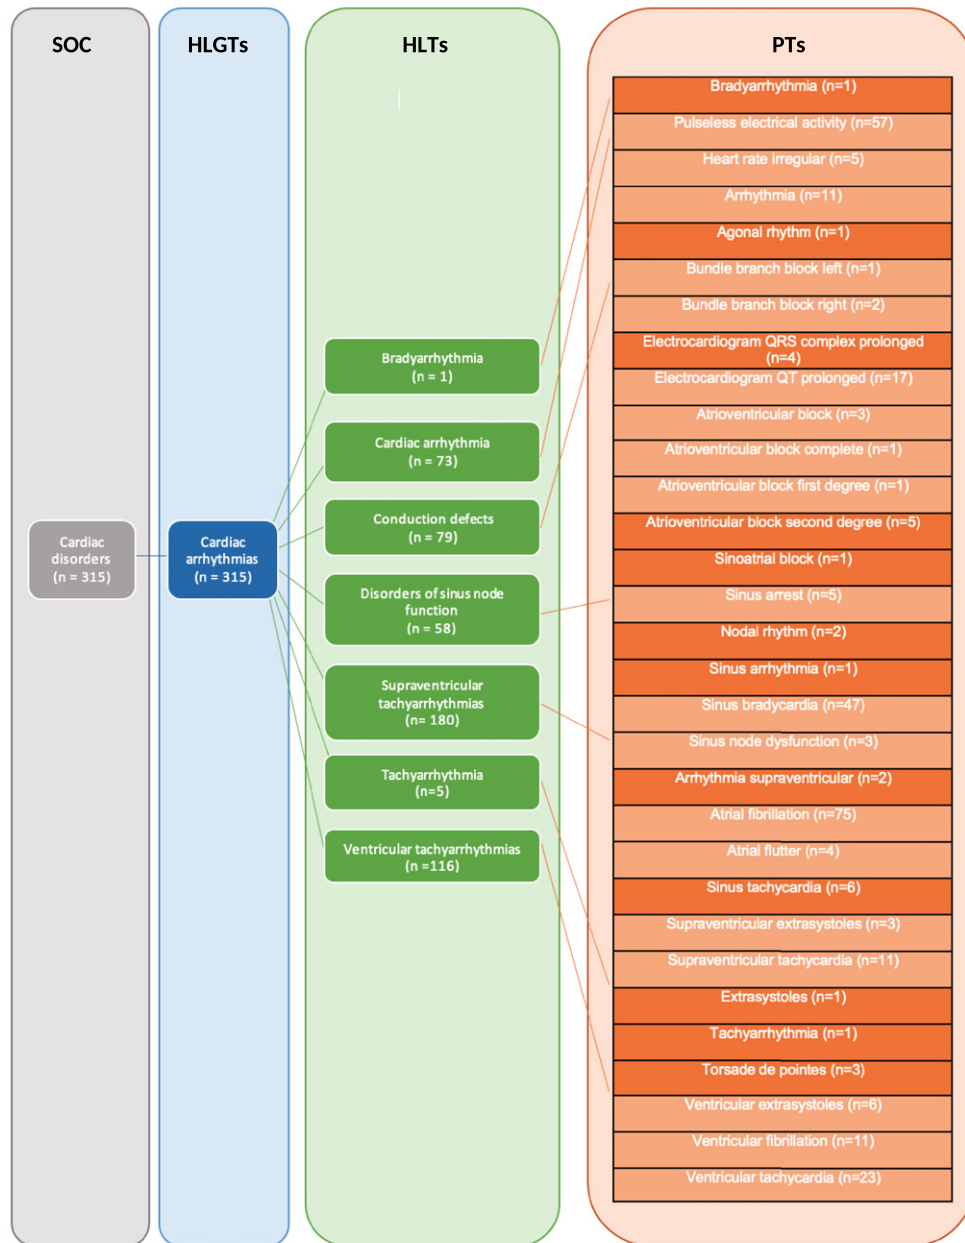 SOC
HLGTs
HLTs
PTs
Cardiac
disorders
(n = 315)
Cardiac
arrhythmias
(n = 315)
Bradyarrhythmia
(n = 1)
Cardiac arrhythmia
(n = 73)
Conduction defects
(n = 79)
Disorders of sinus node
function
(n = 58)
Supraventricular
tachyarrhythmias
(n= 180)
Tachyarrhythmia
(n=5)
Ventricular tachyarrhythmias
(n =116)
Bradyarrhythmia (n=1)
Pulseless electrical activity (n=57)
Heart rate irregular (n=5)
Arrhythmia (n=11)
Agonal rhythm (n=1)
Bundle branch block left (n=1)
Bundle branch block right (n=2)
Electrocardiogram QRS complex prolonged
(n=4)
Electrocardiogram QT prolonged (n=17)
Atrioventricular block (n=3)
Atrioventricular block complete (n=1)
Atrioventricular block first degree (n=1)
Atrioventricular block second degree (n=5)
Sinoatrial block (n=1)
Sinus arrest (n=5)
Nodal rhythm (n=2)
Sinus arrhythmia (n=1)
Sinus bradycardia (n=47)
Sinus node dysfunction (n=3)
Arrhythmia supraventricular (n=2)
Atrial fibrillation (n=75)
Atrial flutter (n=4)
Sinus tachycardia (n=6)
Supraventricular extrasystoles (n=3)
Supraventricular tachycardia (n=11)
Extrasystoles (n=1)
Tachyarrhythmia (n=1)
Torsade de pointes (n=3)
Ventricular extrasystoles (n=6)
Ventricular fibrillation (n=11)
Ventricular tachycardia (n=23)